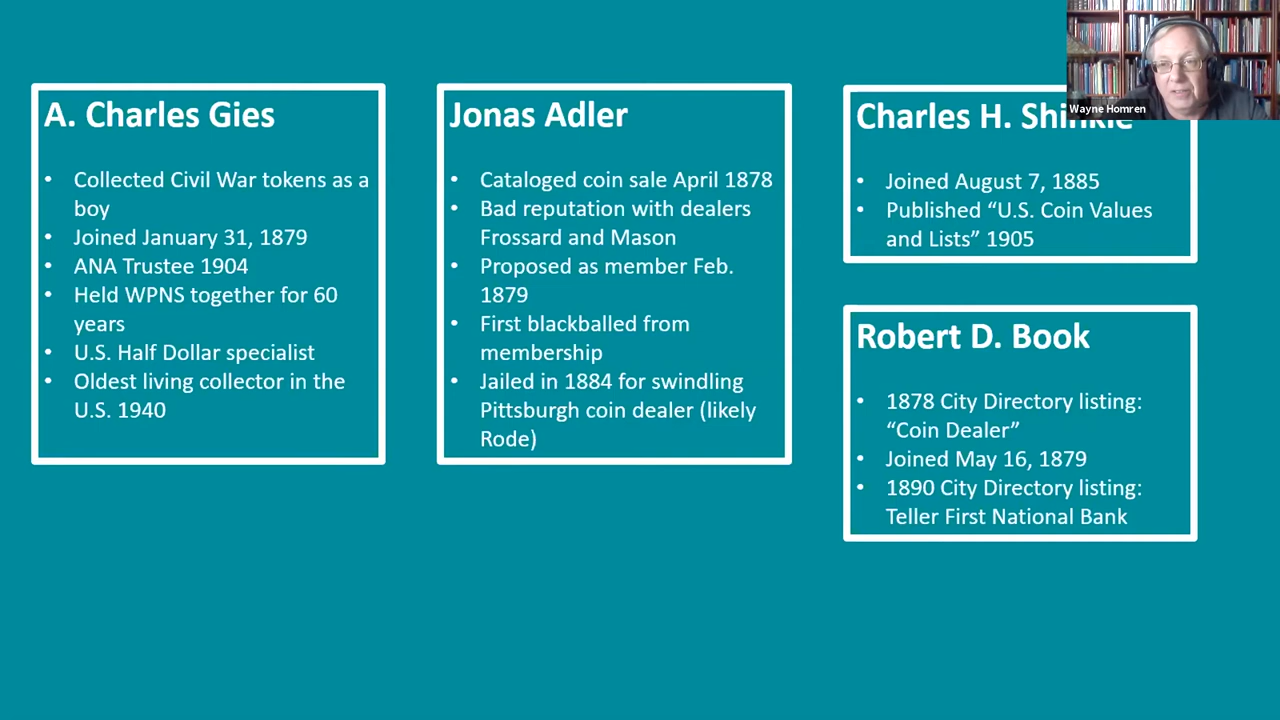 A. Charles Gies
• Collected Civil War tokens as a
boy
• Joined January 31, 1879
• ANA Trustee 1904
• Held WPNS together for 60
years
• U.S. Half Dollar specialist
• Oldest living collector in the
U.S. 1940
Jonas Adler
• Cataloged coin sale April 1878
• Bad reputation with dealers
Frossard and Mason
• Proposed as member Feb.
1879
• First blackballed from
membership
• Jailed in 1884 for swindling
Pittsburgh coin dealer (likely
Rode)
Wayne Homren
Charles H. Shinkle
• Joined August 7, 1885
• Published “U.S. Coin Values
and Lists” 1905
Robert D. Book
• 1878 City Directory listing:
“Coin Dealer”
• Joined May 16, 1879
• 1890 City Directory listing:
Teller First National Bank